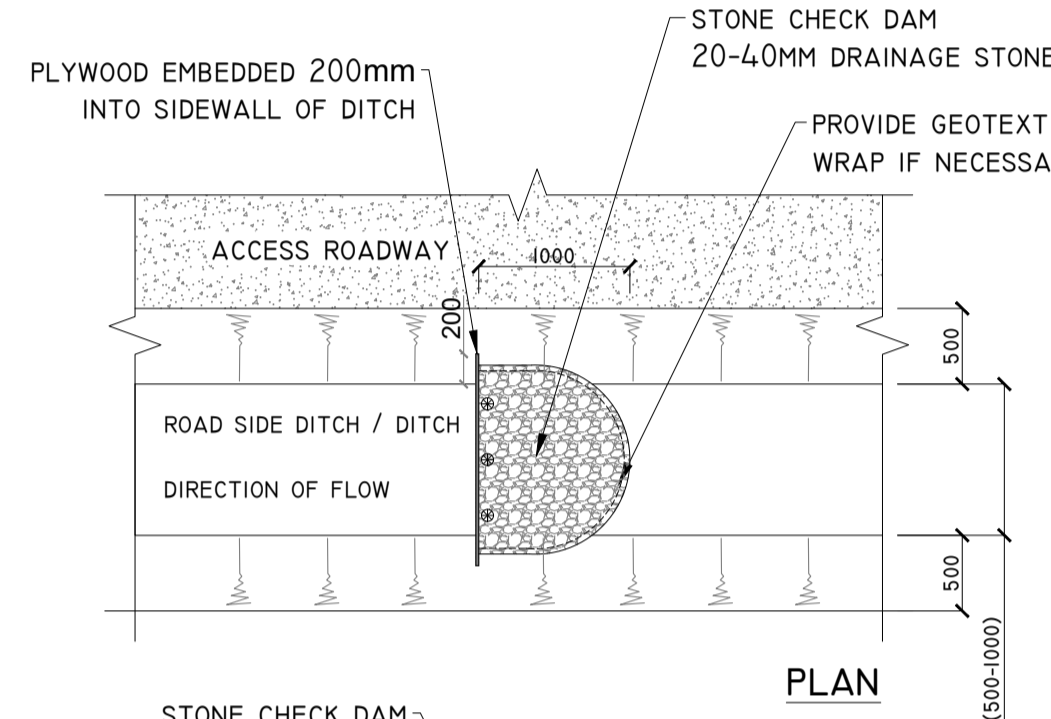 STONE CHECK DAM
20-40MM DRAINAGE STONE
PLYWOOD EMBEDDED 200mm
INTO SIDEWALL OF DITCH
PROVIDE GEOTEXT
WRAP IF NECESSA
ACCESS ROADWAY
1000
200
500
ROAD SIDE DITCH / DITCH
DIRECTION OF FLOW
500
(500-1000)
PLAN
STONE CHECK DAM